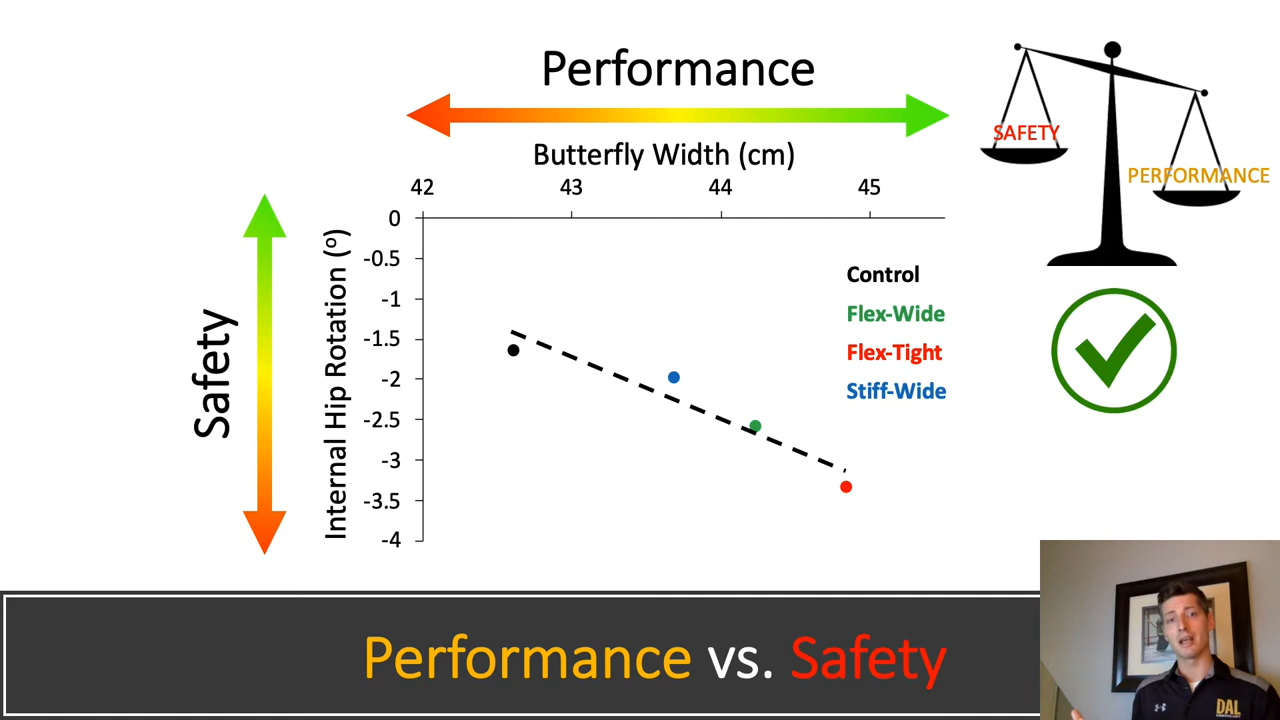 Performance
Butterfly Width (cm)
42 43 44 45
SAFETY
PERFORMANCE
Safety
Internal Hip Rotation (º)
0
-0.5
-1
-1.5
-2
-2.5
-3
-3.5
-4
Control
Flex-Wide
Flex-Tight
Stiff-Wide
Performance vs. Safety
DAL